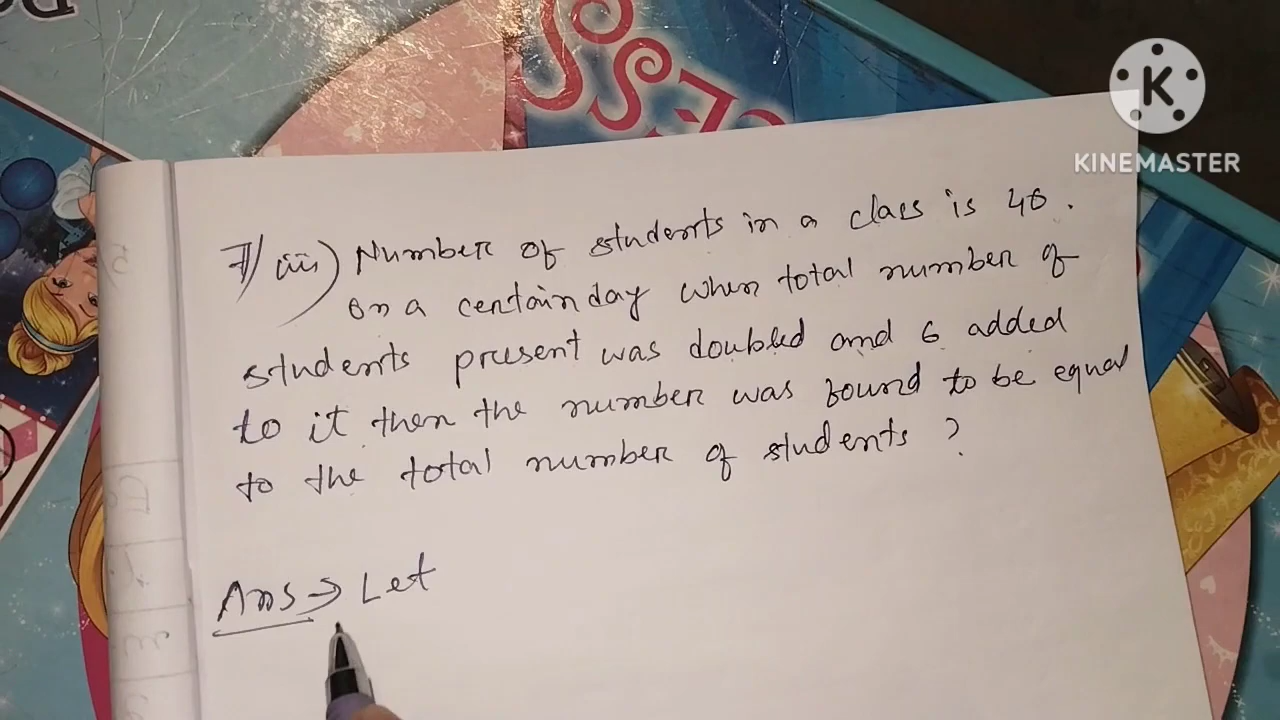 K
KINEMASTER
7/ iii) Number of students in a class is 40.
On a certain day when total number of
students present was doubled and 6 added
to it then the number was found to be equal
to the total number of students ?
Ans → Let